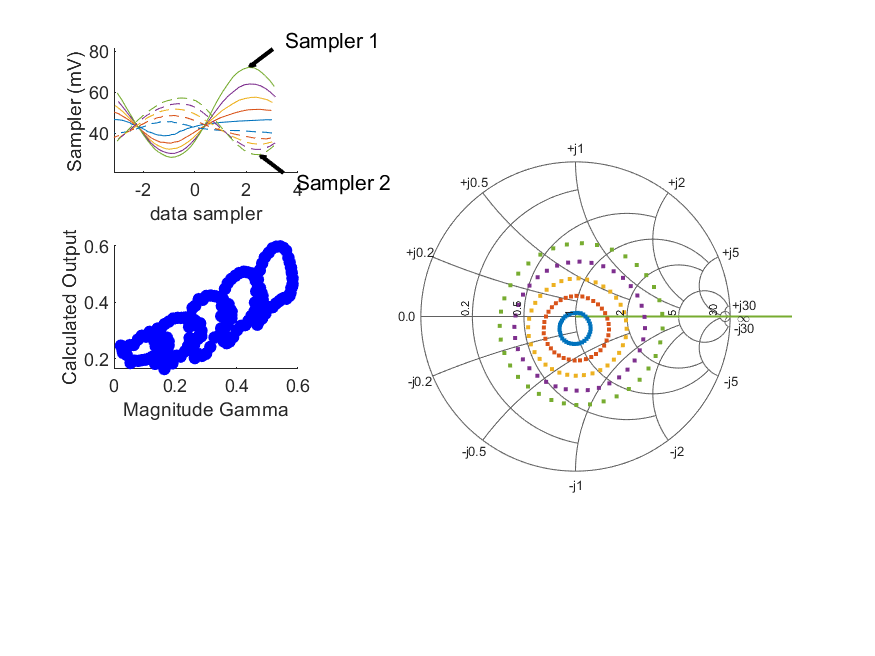 Sampler 1
Sampler (mV)
80
60
40
-2
0
2
4
Sampler 2
data sampler
Calculated Output
0.6
0.4
0.2
0
0.2
0.4
0.6
Magnitude Gamma
+j1
+j0.5
+j2
+j0.2
+j5
0.0
0.2
0.5
1
2
5
30
+j30
∞
-j30
-j0.2
-j5
-j0.5
-j2
-j1